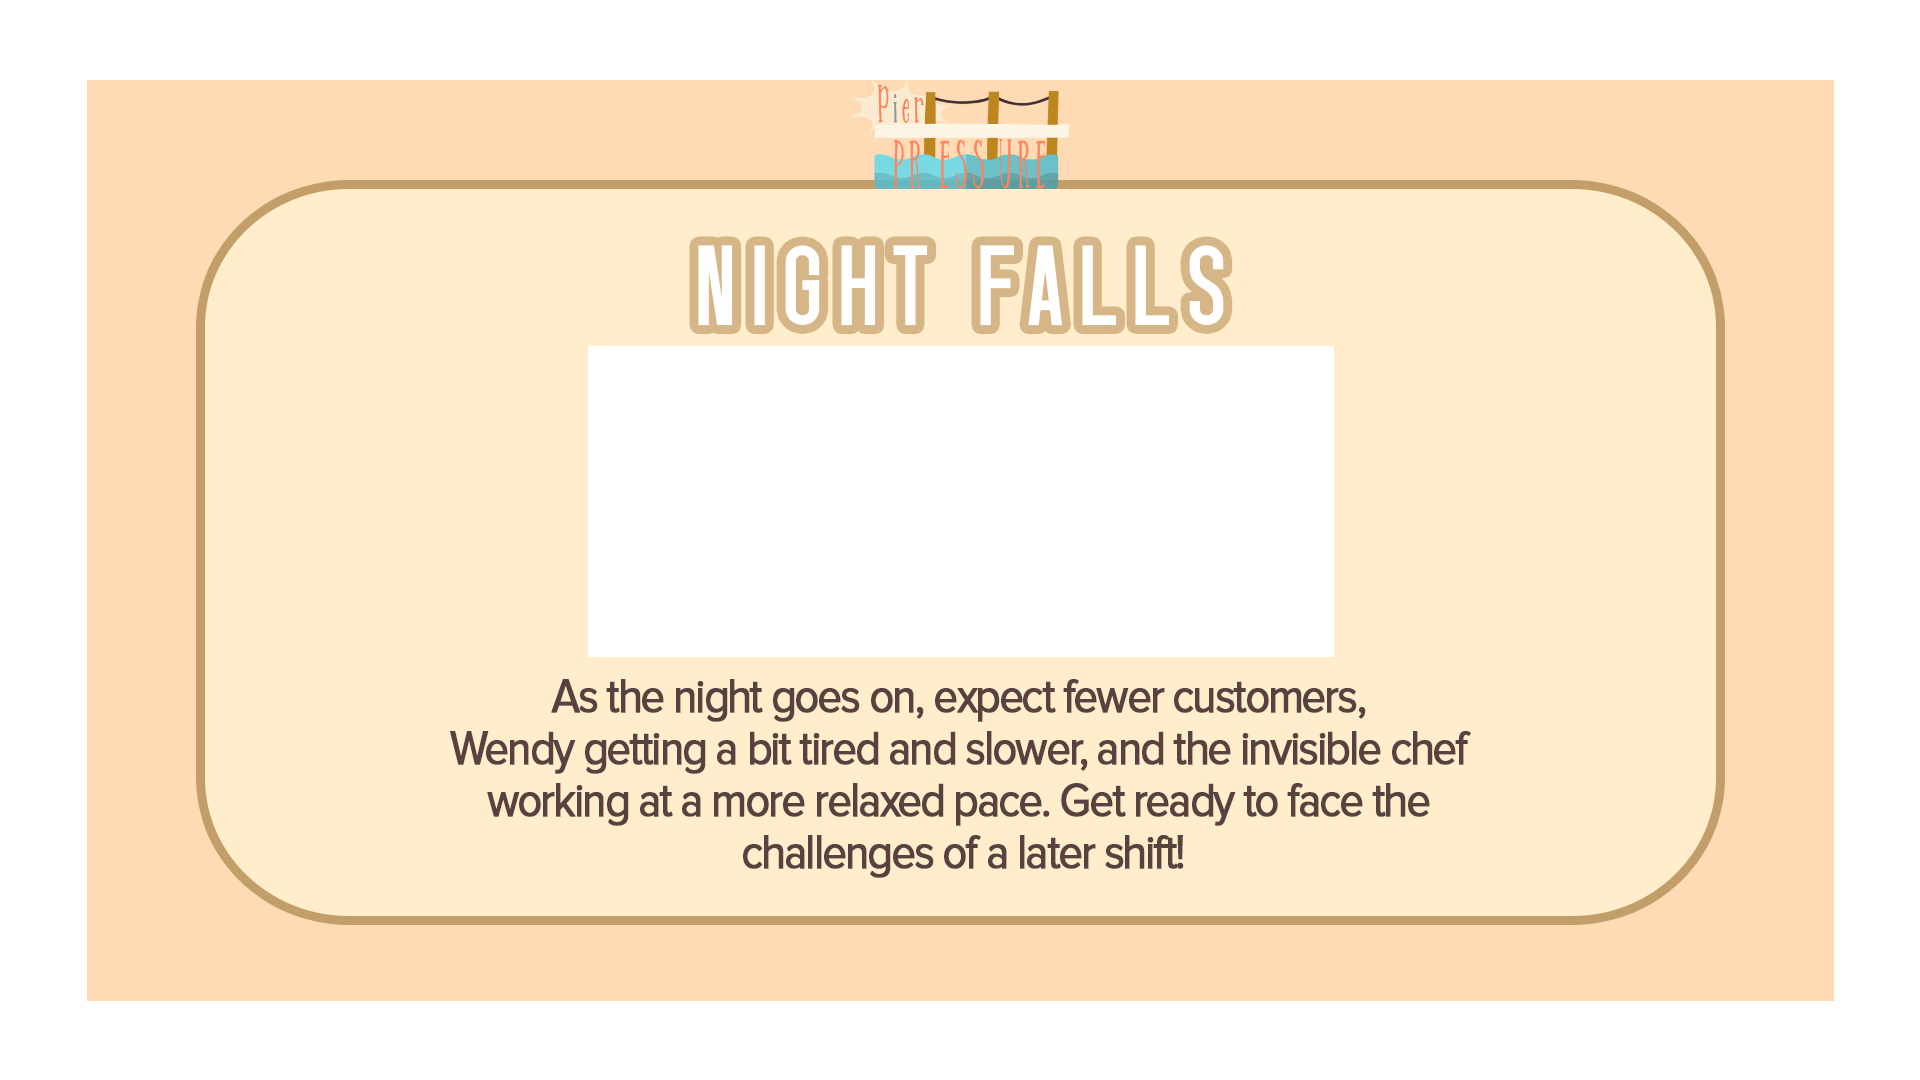 Pier
PRESSURE
NIGHT FALLS
As the night goes on, expect fewer customers,
Wendy getting a bit tired and slower, and the invisible chef
working at a more relaxed pace. Get ready to face the
challenges of a later shift!